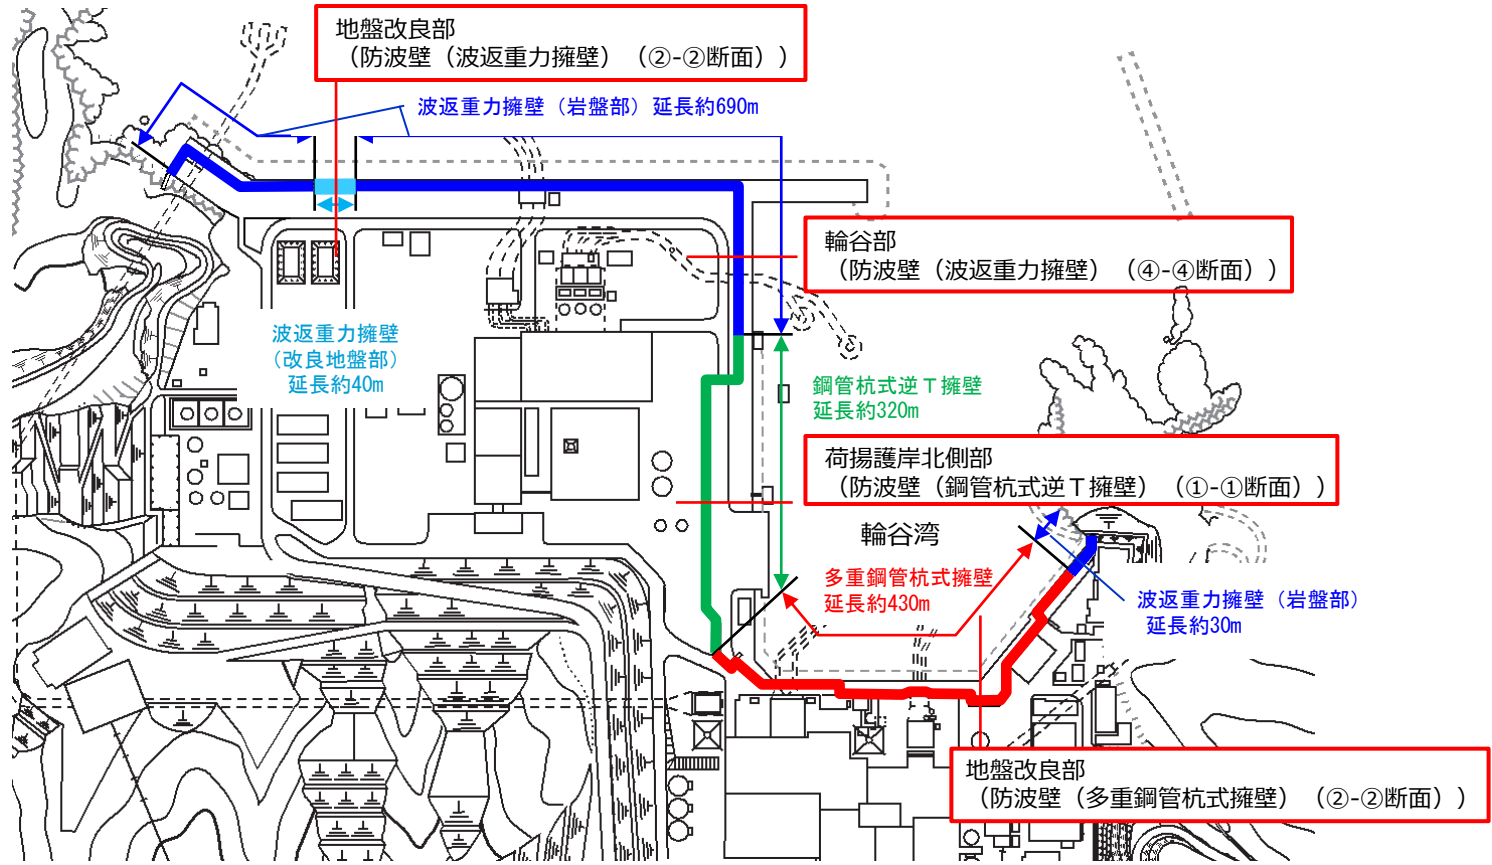 地盤改良部
（防波壁（波返重力擁壁）（②-②断面））
波返重力擁壁（岩盤部）延長約690m
輪谷部
（防波壁（波返重力擁壁）（④-④断面））
波返重力擁壁
（改良地盤部）
延長約40m
鋼管杭式逆Ｔ擁壁
延長約320m
荷揚護岸北側部
（防波壁（鋼管杭式逆Ｔ擁壁）（①-①断面））
輪谷湾
多重鋼管杭式擁壁
延長約430m
波返重力擁壁（岩盤部）
延長約30m
地盤改良部
（防波壁（多重鋼管杭式擁壁）（②-②断面））